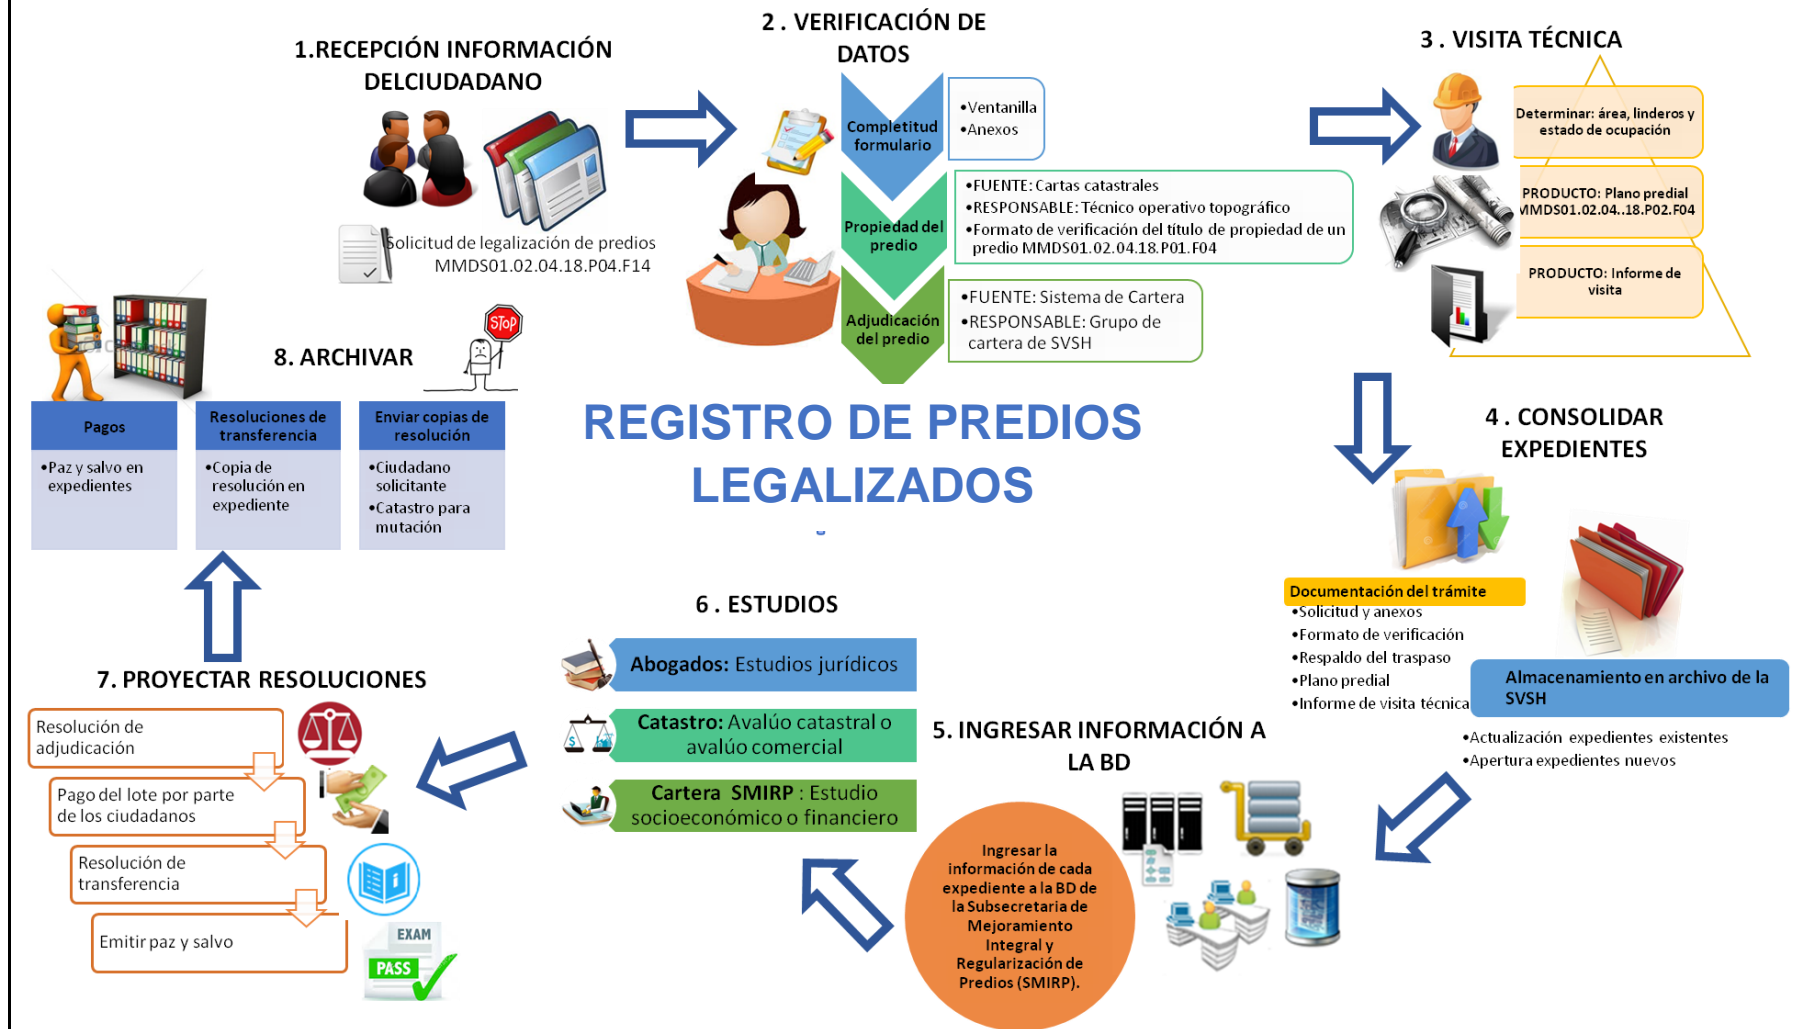 1.RECEPCIÓN INFORMACIÓN
DELCIUDADANO
Solicitud de legalización de predios
MMDS01.02.04.18.P04.F14
2 . VERIFICACIÓN DE
DATOS
Completitud
formulario
•Ventanilla
•Anexos
Propiedad del
predio
•FUENTE: Cartas catastrales
•RESPONSABLE: Técnico operativo topográfico
•Formato de verificación del título de propiedad de un
predio MMDS01.02.04.18.P01.F04
Adjudicación
del predio
•FUENTE: Sistema de Cartera
•RESPONSABLE: Grupo de
cartera de SVSH
3 . VISITA TÉCNICA
Determinar: área, linderos y
estado de ocupación
PRODUCTO: Plano predial
MMDS01.02.04..18.P02.F04
PRODUCTO: Informe de
visita
REGISTRO DE PREDIOS
LEGALIZADOS
4 . CONSOLIDAR
EXPEDIENTES
Documentación del trámite
•Solicitud y anexos
•Formato de verificación
•Respaldo del traspaso
•Plano predial
•Informe de visita técnica
Almacenamiento en archivo de la
SVSH
•Actualización expedientes existentes
•Apertura expedientes nuevos
5. INGRESAR INFORMACIÓN A
LA BD
Ingresar la
información de cada
expediente a la BD de
la Subsecretaria de
Mejoramiento
Integral y
Regularización de
Predios (SMIRP).
6 . ESTUDIOS
Abogados: Estudios jurídicos
Catastro: Avalúo catastral o
avalúo comercial
Cartera SMIRP : Estudio
socioeconómico o financiero
7. PROYECTAR RESOLUCIONES
Resolución de
adjudicación
Pago del lote por parte
de los ciudadanos
Resolución de
transferencia
Emitir paz y salvo
EXAM
PASS
8. ARCHIVAR
STOP
Pagos
•Paz y salvo en
expedientes
Resoluciones de
transferencia
•Copia de
resolución en
expediente
Enviar copias de
resolución
•Ciudadano
solicitante
•Catastro para
mutación